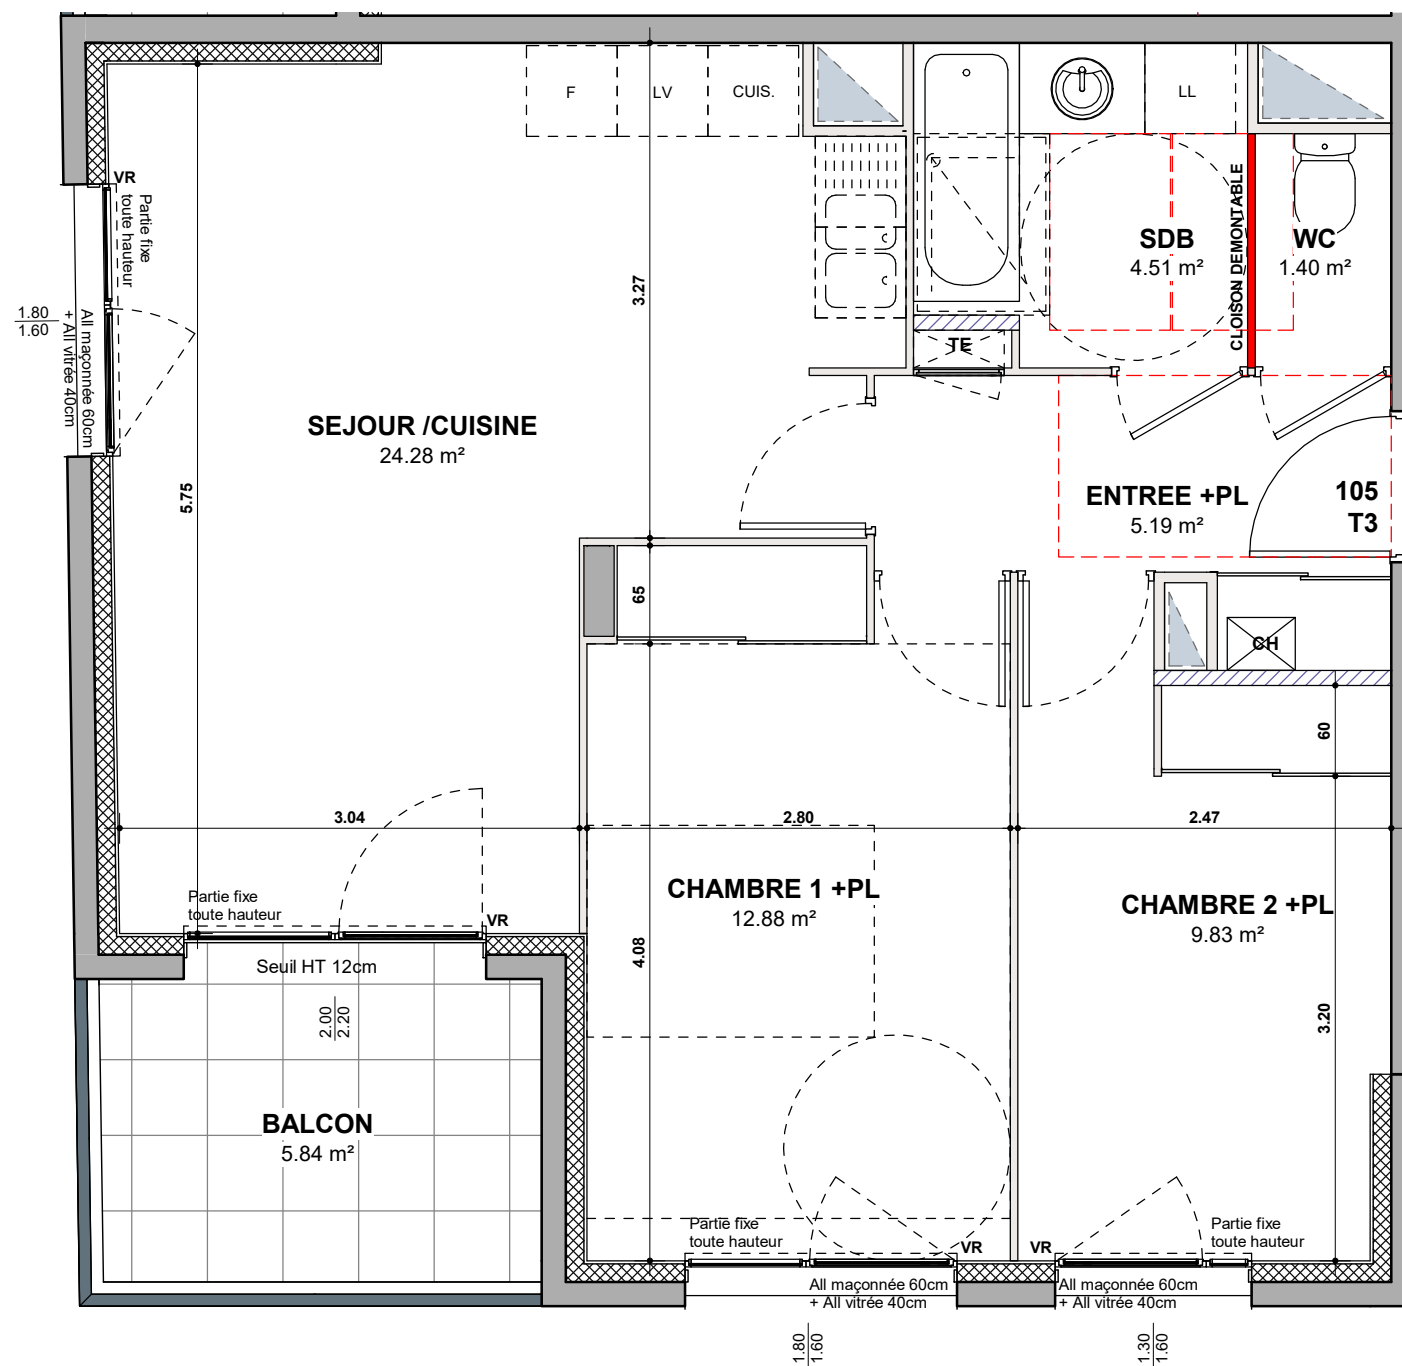 F
LV
CUIS.
LL
VR
Partie fixe
toute hauteur
1.80
1.60
All maçonnée 60cm
+ All vitrée 40cm
3.27
5.75
SEJOUR /CUISINE
24.28 m²
SDB
4.51 m²
CLOISON DEMONTABLE
WC
1.40 m²
TE
ENTREE +PL
5.19 m²
105
T3
65
CH
60
3.04
2.80
2.47
CHAMBRE 1 +PL
12.88 m²
CHAMBRE 2 +PL
9.83 m²
Partie fixe
toute hauteur
VR
Seuil HT 12cm
2.00
2.20
4.08
3.20
BALCON
5.84 m²
Partie fixe
toute hauteur
VR
VR
Partie fixe
toute hauteur
All maçonnée 60cm
+ All vitrée 40cm
All maçonnée 60cm
+ All vitrée 40cm
1.80
1.60
1.30
1.60